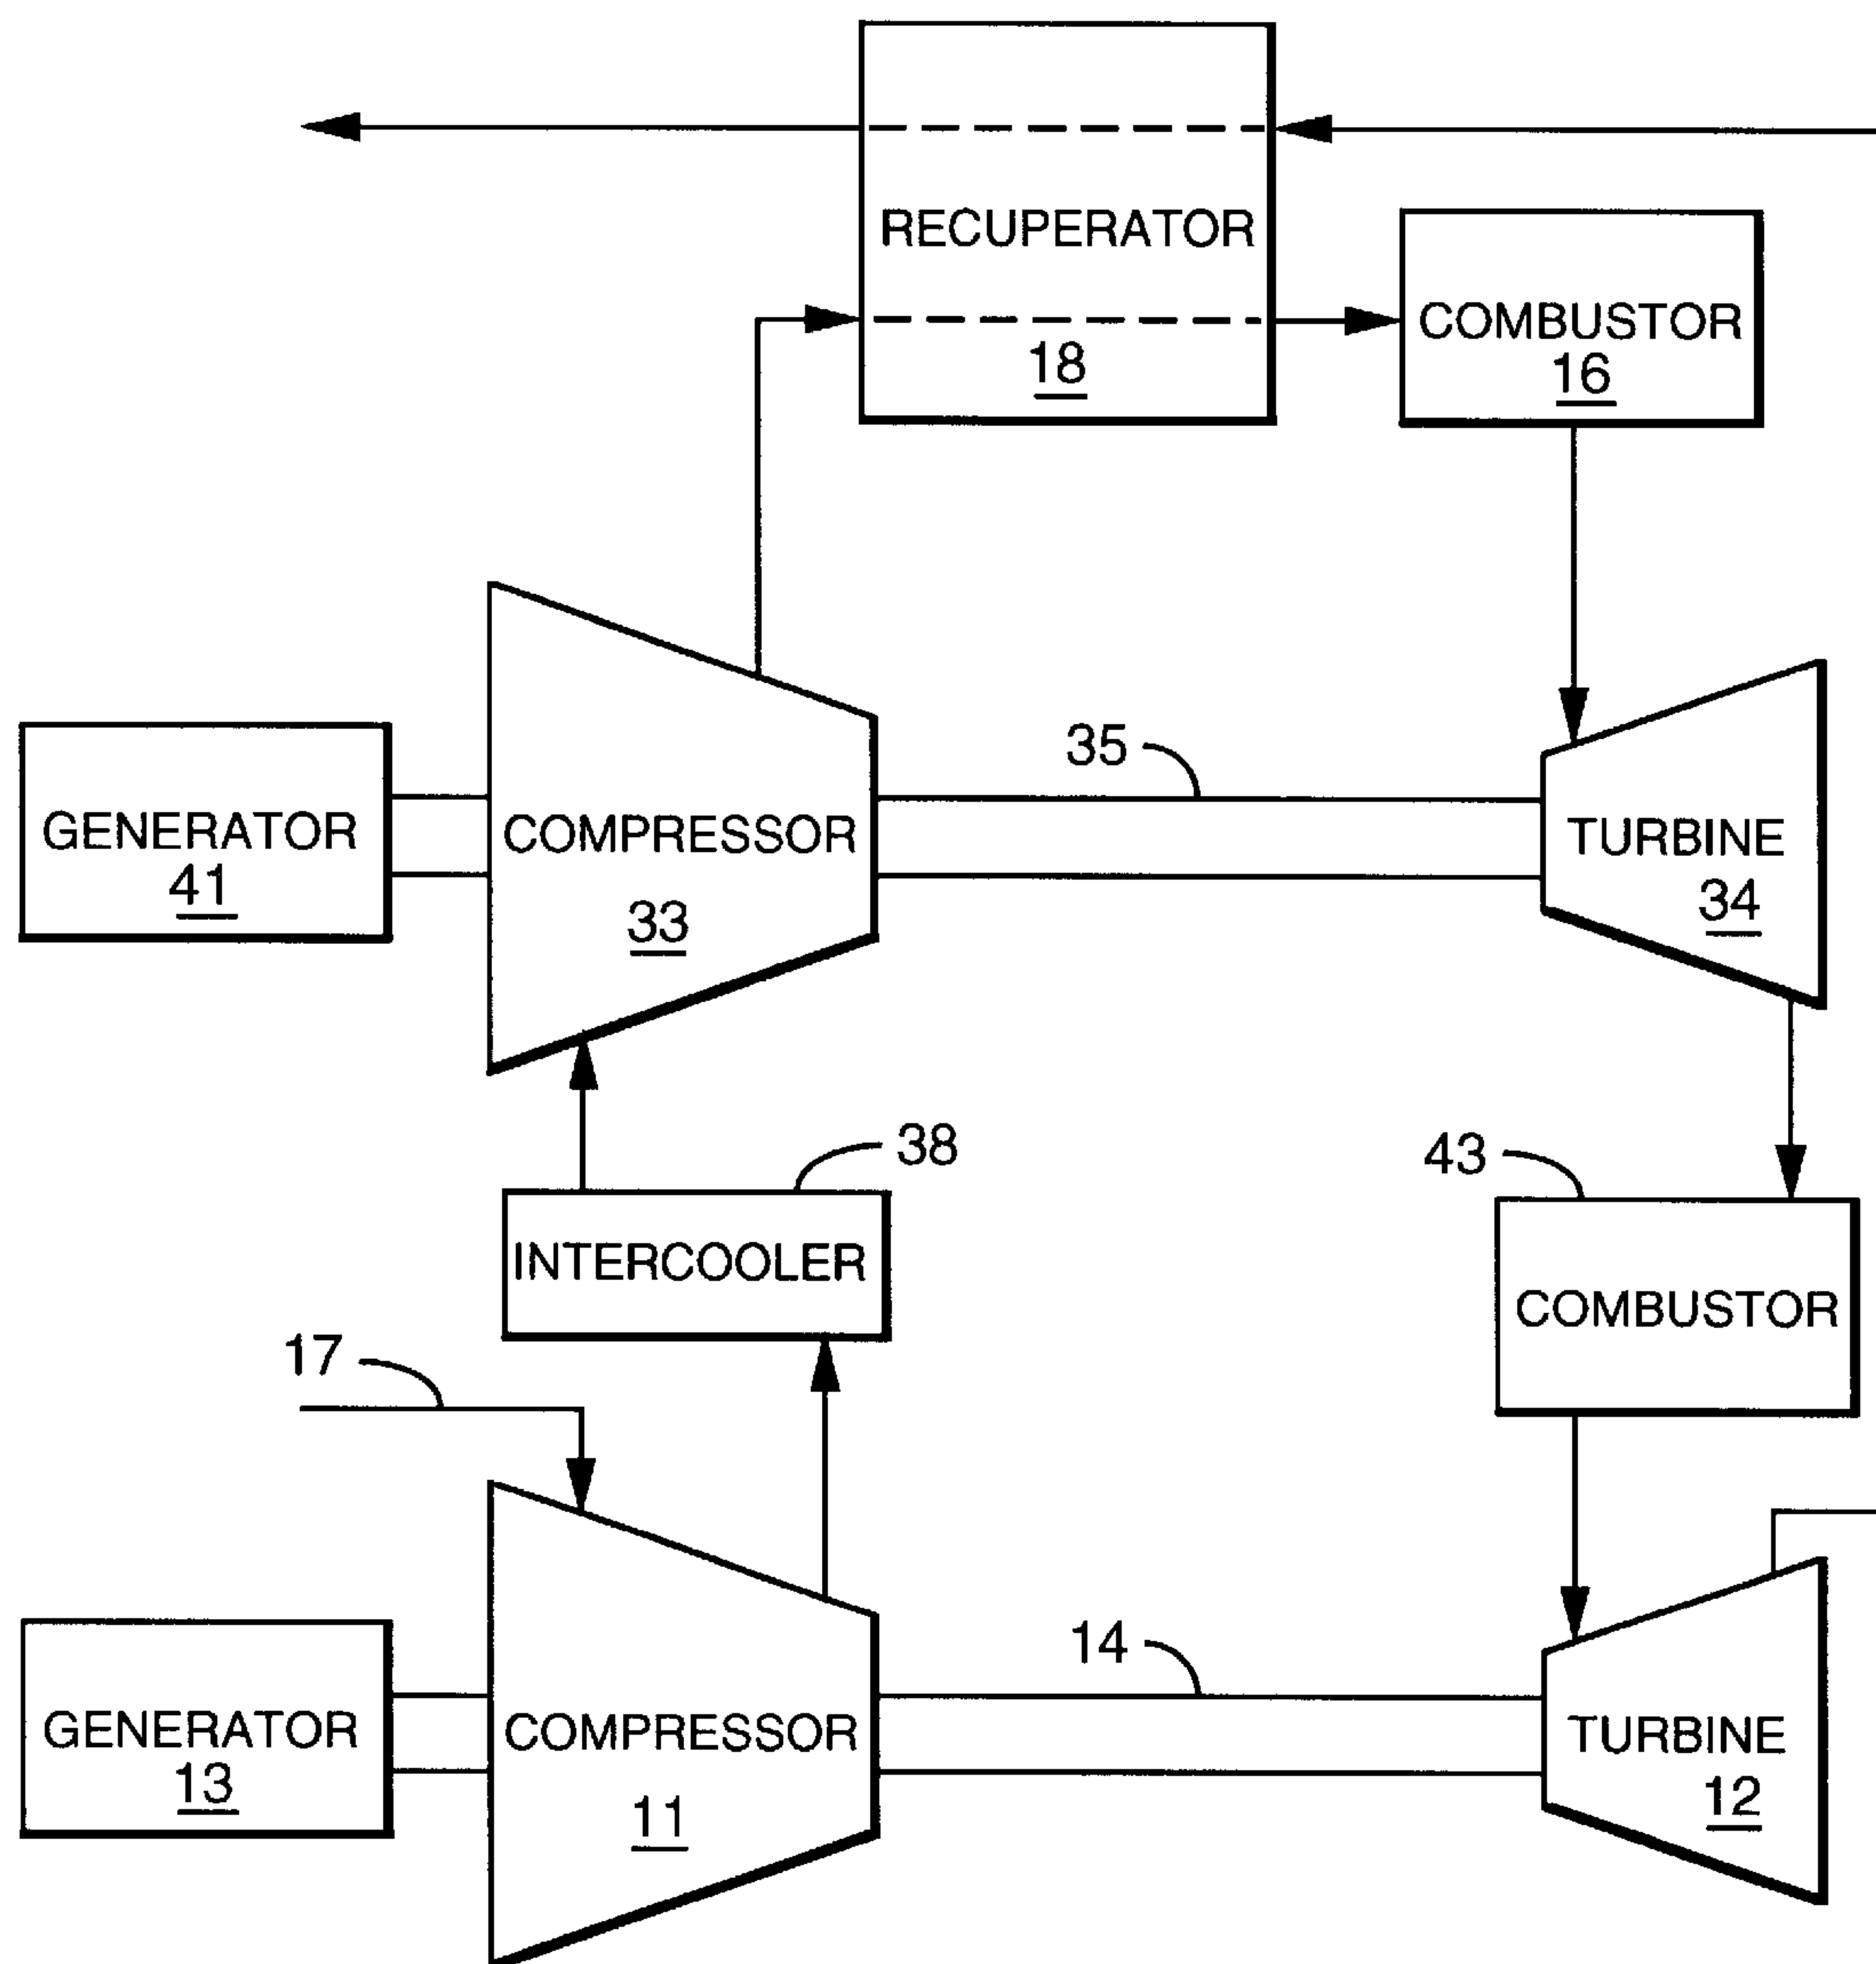 RECUPERATOR
18
COMBUSTOR
16
35
GENERATOR
41
COMPRESSOR
33
TURBINE
34
38
43
INTERCOOLER
COMBUSTOR
17
14
GENERATOR
13
COMPRESSOR
11
TURBINE
12